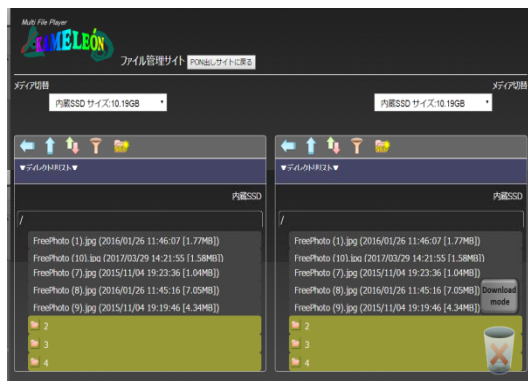 Multi File Player
KAMELEÓN
ファイル管理サイト PON出しサイトに戻る
メディア切替 メディア切替
内蔵SSD サイズ:10.19GB 内蔵SSD サイズ:10.19GB
▼ディレクトリリスト▼ ▼ディレクトリリスト▼
内蔵SSD 内蔵SSD
/ /
FreePhoto (1).jpg (2016/01/26 11:46:07 [1.77MB]) FreePhoto (1).jpg (2016/01/26 11:46:07 [1.77MB])
FreePhoto (10).jpg (2017/03/29 14:21:55 [1.58MB]) FreePhoto (10).jpg (2017/03/29 14:21:55 [1.58MB])
FreePhoto (7).jpg (2015/11/04 19:23:36 [1.04MB]) FreePhoto (7).jpg (2015/11/04 19:23:36 [1.04MB])
FreePhoto (8).jpg (2016/01/26 11:45:16 [7.05MB]) FreePhoto (8).jpg (2016/01/26 11:45:16 [7.05MB])
FreePhoto (9).jpg (2015/11/04 19:19:46 [4.34MB]) FreePhoto (9).jpg (2015/11/04 19:19:46 [4.34MB])
Download
mode
2 2
3 3
4 4